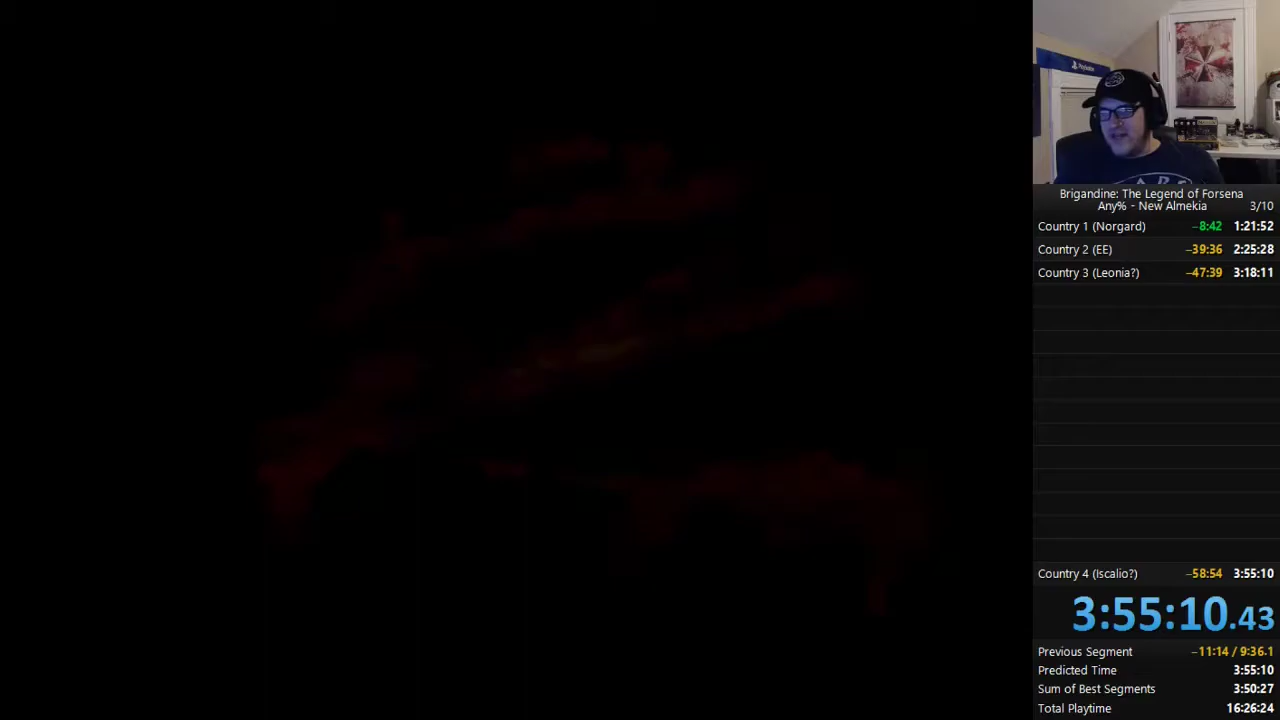 PlayStation
Brigandine: The Legend of Forsena
Any% - New Almekia 3/10
Country 1 (Norgard) -8:42 1:21:52
Country 2 (EE) -39:36 2:25:28
Country 3 (Leonia?) -47:39 3:18:11
Country 4 (Iscalio?) -58:54 3:55:10
3:55:10.43
Previous Segment -11:14 / 9:36.1
Predicted Time 3:55:10
Sum of Best Segments 3:50:27
Total Playtime 16:26:24